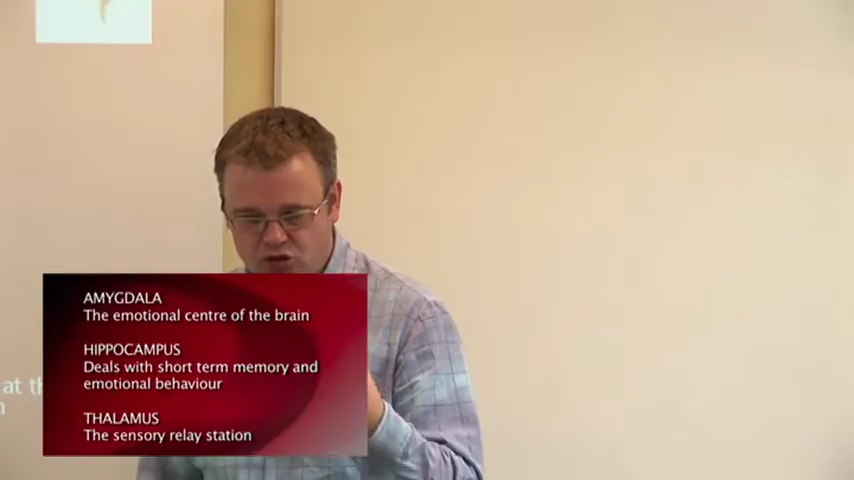 AMYGDALA
The emotional centre of the brain
HIPPOCAMPUS
Deals with short term memory and
emotional behaviour
THALAMUS
The sensory relay station
at